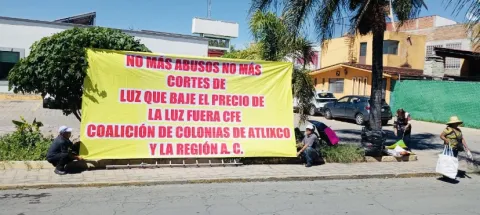 NO MÁS ABUSOS NO MÁS
CORTES DE
LUZ QUE BAJE EL PRECIO DE
LA LUZ FUERA CFE
COALICIÓN DE COLONIAS DE ATLIXCO
Y LA REGIÓN A. C.